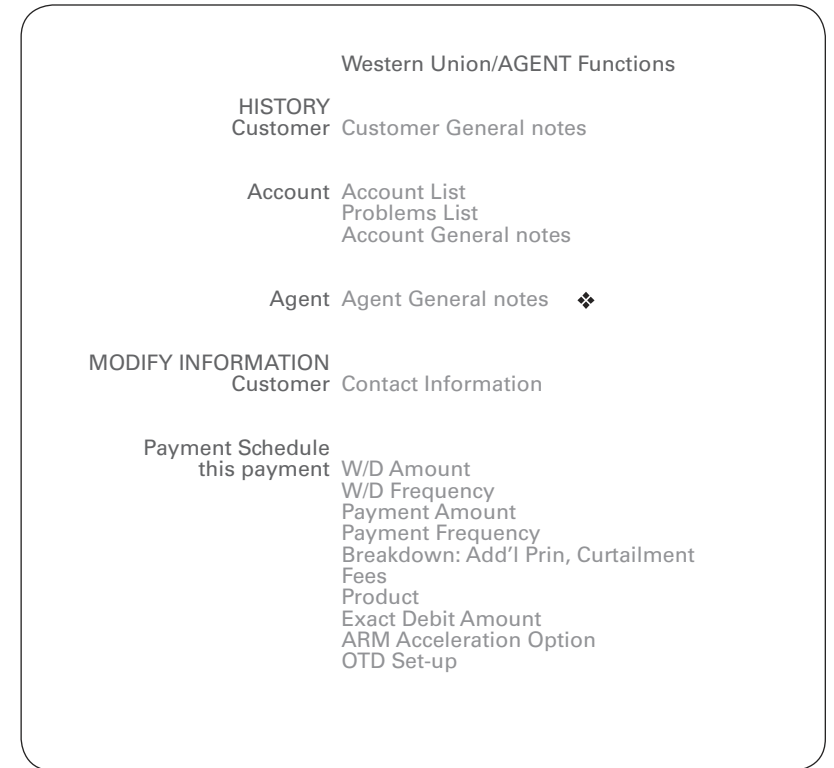 Western Union/AGENT Functions
HISTORY
Customer Customer General notes
Account Account List
Problems List
Account General notes
Agent Agent General notes ❖
MODIFY INFORMATION
Customer Contact Information
Payment Schedule
this payment W/D Amount
W/D Frequency
Payment Amount
Payment Frequency
Breakdown: Add'l Prin, Curtailment
Fees
Product
Exact Debit Amount
ARM Acceleration Option
OTD Set-up